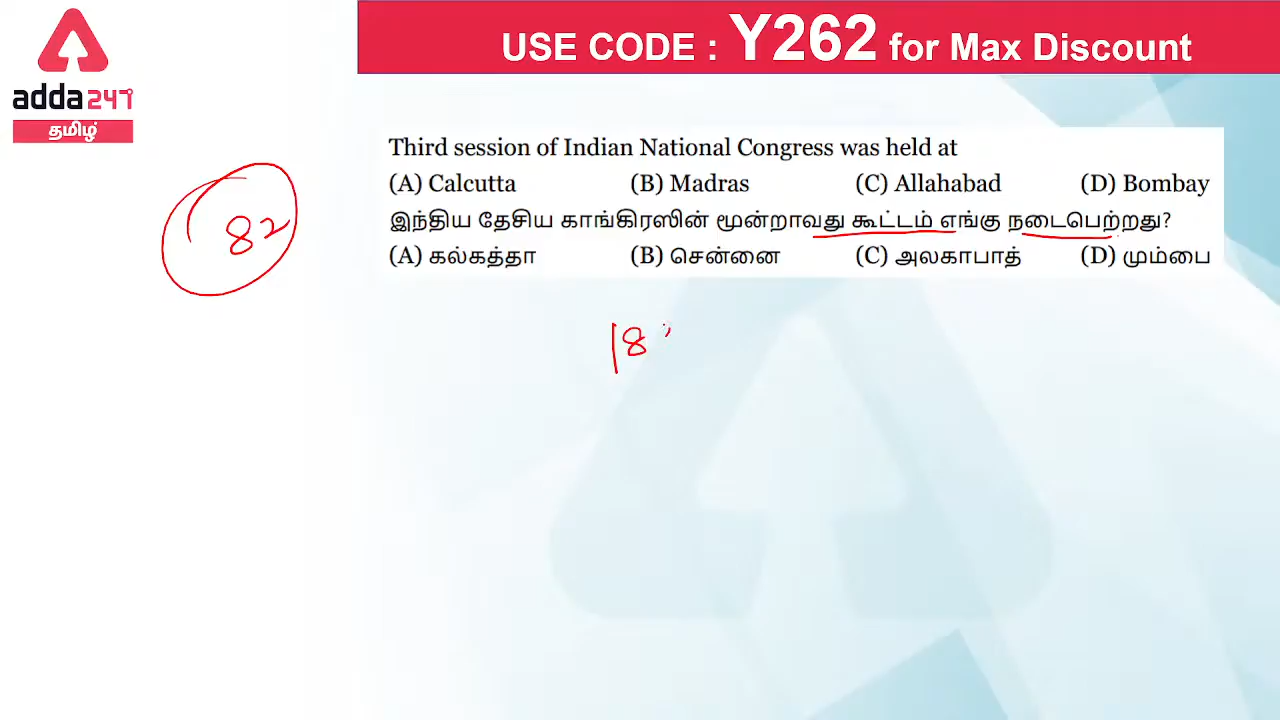 USE CODE : Y262 for Max Discount
adda247
தமிழ்
Third session of Indian National Congress was held at
(A) Calcutta (B) Madras (C) Allahabad (D) Bombay
இந்திய தேசிய காங்கிரஸின் மூன்றாவது கூட்டம் எங்கு நடைபெற்றது?
(A) கல்கத்தா (B) சென்னை (C) அலகாபாத் (D) மும்பை
82
18